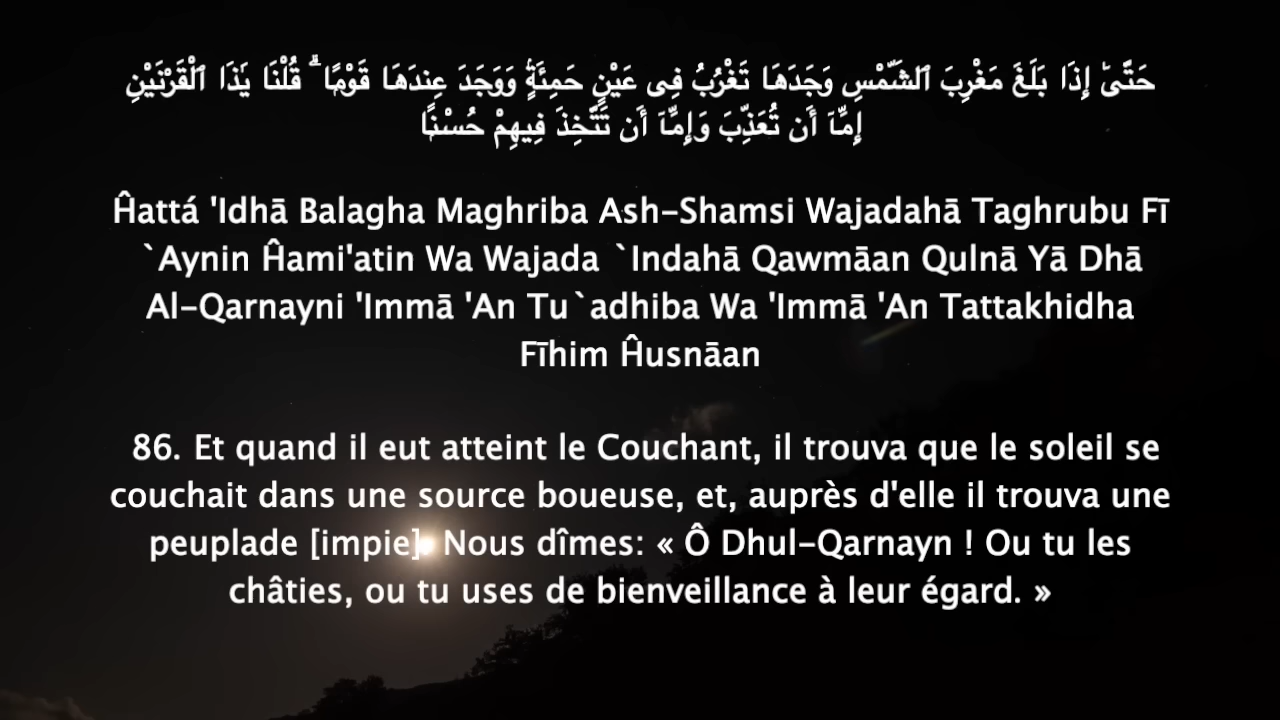 حَتَّىٰٓ إِذَا بَلَغَ مَغْرِبَ ٱلشَّمْسِ وَجَدَهَا تَغْرُبُ فِى عَيْنٍ حَمِئَةٍۢ وَوَجَدَ عِندَهَا قَوْمًۭا ۗ قُلْنَا يَـٰذَا ٱلْقَرْنَيْنِ
إِمَّآ أَن تُعَذِّبَ وَإِمَّآ أَن تَتَّخِذَ فِيهِمْ حُسْنًۭا
Ĥattá 'Idhā Balagha Maghriba Ash-Shamsi Wajadahā Taghrubu Fī
`Aynin Ĥami'atin Wa Wajada `Indahā Qawmāan Qulnā Yā Dhā
Al-Qarnayni 'Immā 'An Tu`adhiba Wa 'Immā 'An Tattakhidha
Fīhim Ĥusnāan
86. Et quand il eut atteint le Couchant, il trouva que le soleil se
couchait dans une source boueuse, et, auprès d'elle il trouva une
peuplade [impie]. Nous dîmes: « Ô Dhul-Qarnayn ! Ou tu les
châties, ou tu uses de bienveillance à leur égard. »